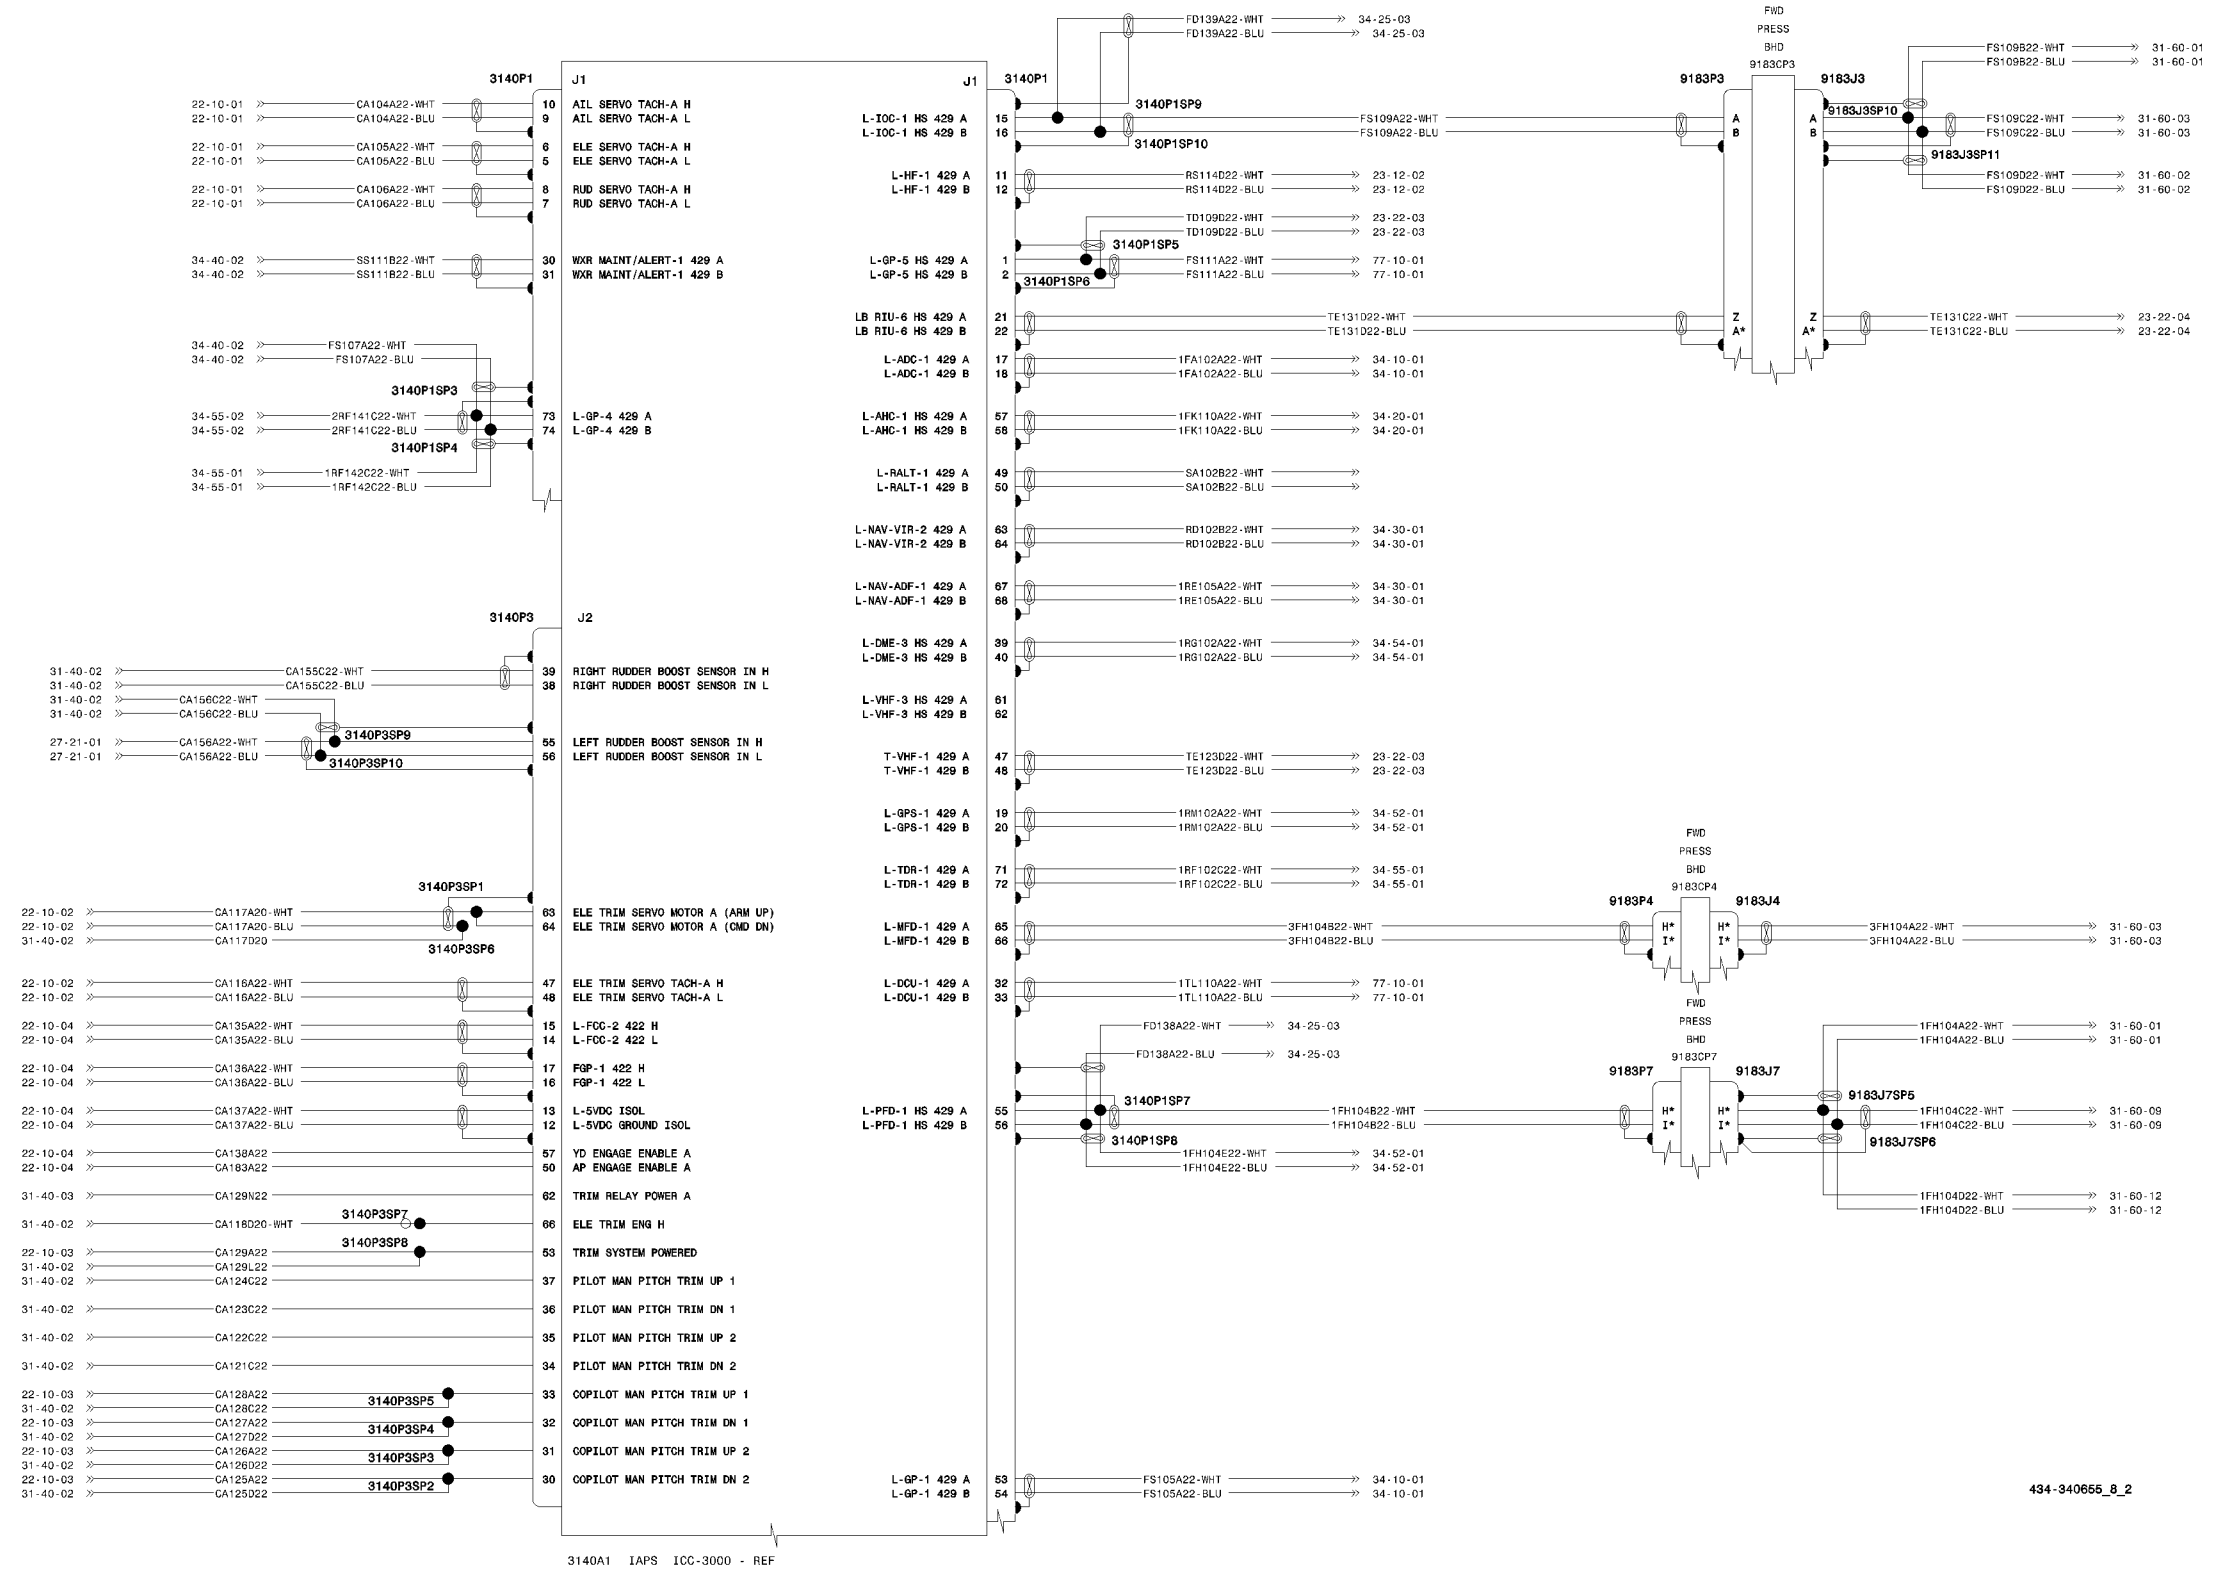 3140P1
J1
22-10-01 CA104A22-WHT 10 AIL SERVO TACH-A H
22-10-01 CA104A22-BLU 9 AIL SERVO TACH-A L
22-10-01 CA105A22-WHT 6 ELE SERVO TACH-A H
22-10-01 CA105A22-BLU 5 ELE SERVO TACH-A L
22-10-01 CA106A22-WHT 8 RUD SERVO TACH-A H
22-10-01 CA106A22-BLU 7 RUD SERVO TACH-A L
34-40-02 SS111B22-WHT 30 WXR MAINT/ALERT-1 429 A
34-40-02 SS111B22-BLU 31 WXR MAINT/ALERT-1 429 B
34-40-02 FS107A22-WHT
34-40-02 FS107A22-BLU
3140P1SP3
34-55-02 2RF141C22-WHT 73 L-GP-4 429 A
34-55-02 2RF141C22-BLU 74 L-GP-4 429 B
3140P1SP4
34-55-01 1RF142C22-WHT
34-55-01 1RF142C22-BLU
3140P3
J2
31-40-02 CA155C22-WHT 39 RIGHT RUDDER BOOST SENSOR IN H
31-40-02 CA155C22-BLU 38 RIGHT RUDDER BOOST SENSOR IN L
31-40-02 CA156C22-WHT
31-40-02 CA156C22-BLU
3140P3SP9
27-21-01 CA156A22-WHT 55 LEFT RUDDER BOOST SENSOR IN H
27-21-01 CA156A22-BLU 56 LEFT RUDDER BOOST SENSOR IN L
3140P3SP10
3140P3SP1
22-10-02 CA117A20-WHT 63 ELE TRIM SERVO MOTOR A (ARM UP)
22-10-02 CA117A20-BLU 64 ELE TRIM SERVO MOTOR A (CMD DN)
31-40-02 CA117D20
3140P3SP6
22-10-02 CA116A22-WHT 47 ELE TRIM SERVO TACH-A H
22-10-02 CA116A22-BLU 48 ELE TRIM SERVO TACH-A L
22-10-04 CA135A22-WHT 15 L-FCC-2 422 H
22-10-04 CA135A22-BLU 14 L-FCC-2 422 L
22-10-04 CA136A22-WHT 17 FGP-1 422 H
22-10-04 CA136A22-BLU 16 FGP-1 422 L
22-10-04 CA137A22-WHT 13 L-5VDC ISOL
22-10-04 CA137A22-BLU 12 L-5VDC GROUND ISOL
22-10-04 CA138A22 57 YD ENGAGE ENABLE A
22-10-04 CA183A22 50 AP ENGAGE ENABLE A
31-40-03 CA129N22 62 TRIM RELAY POWER A
3140P3SP7
31-40-02 CA118D20-WHT 66 ELE TRIM ENG H
3140P3SP8
22-10-03 CA129A22 53 TRIM SYSTEM POWERED
31-40-02 CA129L22
31-40-02 CA124C22 37 PILOT MAN PITCH TRIM UP 1
31-40-02 CA123C22 36 PILOT MAN PITCH TRIM DN 1
31-40-02 CA122C22 35 PILOT MAN PITCH TRIM UP 2
31-40-02 CA121C22 34 PILOT MAN PITCH TRIM DN 2
22-10-03 CA128A22 33 COPILOT MAN PITCH TRIM UP 1
3140P3SP5
31-40-02 CA128C22
22-10-03 CA127A22 32 COPILOT MAN PITCH TRIM DN 1
3140P3SP4
31-40-02 CA127D22
22-10-03 CA126A22 31 COPILOT MAN PITCH TRIM UP 2
3140P3SP3
31-40-02 CA126D22
22-10-03 CA125A22 30 COPILOT MAN PITCH TRIM DN 2
3140P3SP2
31-40-02 CA125D22
3140A1 IAPS ICC-3000 - REF
J1
3140P1
FD139A22-WHT 34-25-03
FD139A22-BLU 34-25-03
3140P1SP9
L-IOC-1 HS 429 A 15 FS109A22-WHT
L-IOC-1 HS 429 B 16 FS109A22-BLU
3140P1SP10
L-HF-1 429 A 11 RS114D22-WHT 23-12-02
L-HF-1 429 B 12 RS114D22-BLU 23-12-02
TD109D22-WHT 23-22-03
TD109D22-BLU 23-22-03
3140P1SP5
L-GP-5 HS 429 A 1 FS111A22-WHT 77-10-01
L-GP-5 HS 429 B 2 FS111A22-BLU 77-10-01
3140P1SP6
LB RIU-6 HS 429 A 21 TE131D22-WHT
LB RIU-6 HS 429 B 22 TE131D22-BLU
L-ADC-1 429 A 17 1FA102A22-WHT 34-10-01
L-ADC-1 429 B 18 1FA102A22-BLU 34-10-01
L-AHC-1 HS 429 A 57 1FK110A22-WHT 34-20-01
L-AHC-1 HS 429 B 58 1FK110A22-BLU 34-20-01
L-RALT-1 429 A 49 SA102B22-WHT
L-RALT-1 429 B 50 SA102B22-BLU
L-NAV-VIR-2 429 A 63 RD102B22-WHT 34-30-01
L-NAV-VIR-2 429 B 64 RD102B22-BLU 34-30-01
L-NAV-ADF-1 429 A 67 1RE105A22-WHT 34-30-01
L-NAV-ADF-1 429 B 68 1RE105A22-BLU 34-30-01
L-DME-3 HS 429 A 39 1RG102A22-WHT 34-54-01
L-DME-3 HS 429 B 40 1RG102A22-BLU 34-54-01
L-VHF-3 HS 429 A 61
L-VHF-3 HS 429 B 62
T-VHF-1 429 A 47 TE123D22-WHT 23-22-03
T-VHF-1 429 B 48 TE123D22-BLU 23-22-03
L-GPS-1 429 A 19 1RM102A22-WHT 34-52-01
L-GPS-1 429 B 20 1RM102A22-BLU 34-52-01
L-TDR-1 429 A 71 1RF102C22-WHT 34-55-01
L-TDR-1 429 B 72 1RF102C22-BLU 34-55-01
L-MFD-1 429 A 65 3FH104B22-WHT
L-MFD-1 429 B 66 3FH104B22-BLU
L-DCU-1 429 A 32 1TL110A22-WHT 77-10-01
L-DCU-1 429 B 33 1TL110A22-BLU 77-10-01
FD138A22-WHT 34-25-03
FD138A22-BLU 34-25-03
3140P1SP7
L-PFD-1 HS 429 A 55 1FH104B22-WHT
L-PFD-1 HS 429 B 56 1FH104B22-BLU
3140P1SP8
1FH104E22-WHT 34-52-01
1FH104E22-BLU 34-52-01
L-GP-1 429 A 53 FS105A22-WHT 34-10-01
L-GP-1 429 B 54 FS105A22-BLU 34-10-01
FWD
PRESS
BHD
9183CP3
9183P3
9183J3
FS109B22-WHT 31-60-01
FS109B22-BLU 31-60-01
9183J3SP10
A A FS109C22-WHT 31-60-03
B B FS109C22-BLU 31-60-03
9183J3SP11
FS109D22-WHT 31-60-02
FS109D22-BLU 31-60-02
Z Z TE131C22-WHT 23-22-04
A* A* TE131C22-BLU 23-22-04
FWD
PRESS
BHD
9183CP4
9183P4
9183J4
H* H* 3FH104A22-WHT 31-60-03
I* I* 3FH104A22-BLU 31-60-03
FWD
PRESS
BHD
9183CP7
9183P7
9183J7
1FH104A22-WHT 31-60-01
1FH104A22-BLU 31-60-01
9183J7SP5
H* H* 1FH104C22-WHT 31-60-09
I* I* 1FH104C22-BLU 31-60-09
9183J7SP6
1FH104D22-WHT 31-60-12
1FH104D22-BLU 31-60-12
434-340655_8_2